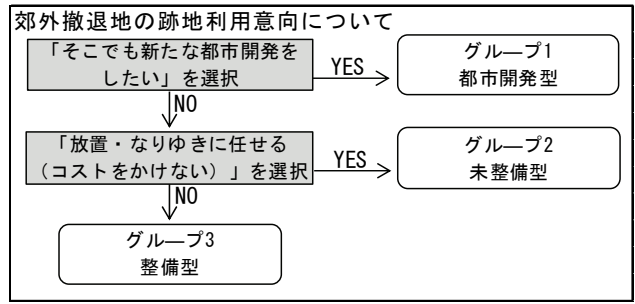 郊外撤退地の跡地利用意向について
「そこでも新たな都市開発を
したい」を選択
YES
グループ1
都市開発型
NO
「放置・なりゆきに任せる
（コストをかけない）」を選択
YES
グループ2
未整備型
NO
グループ3
整備型